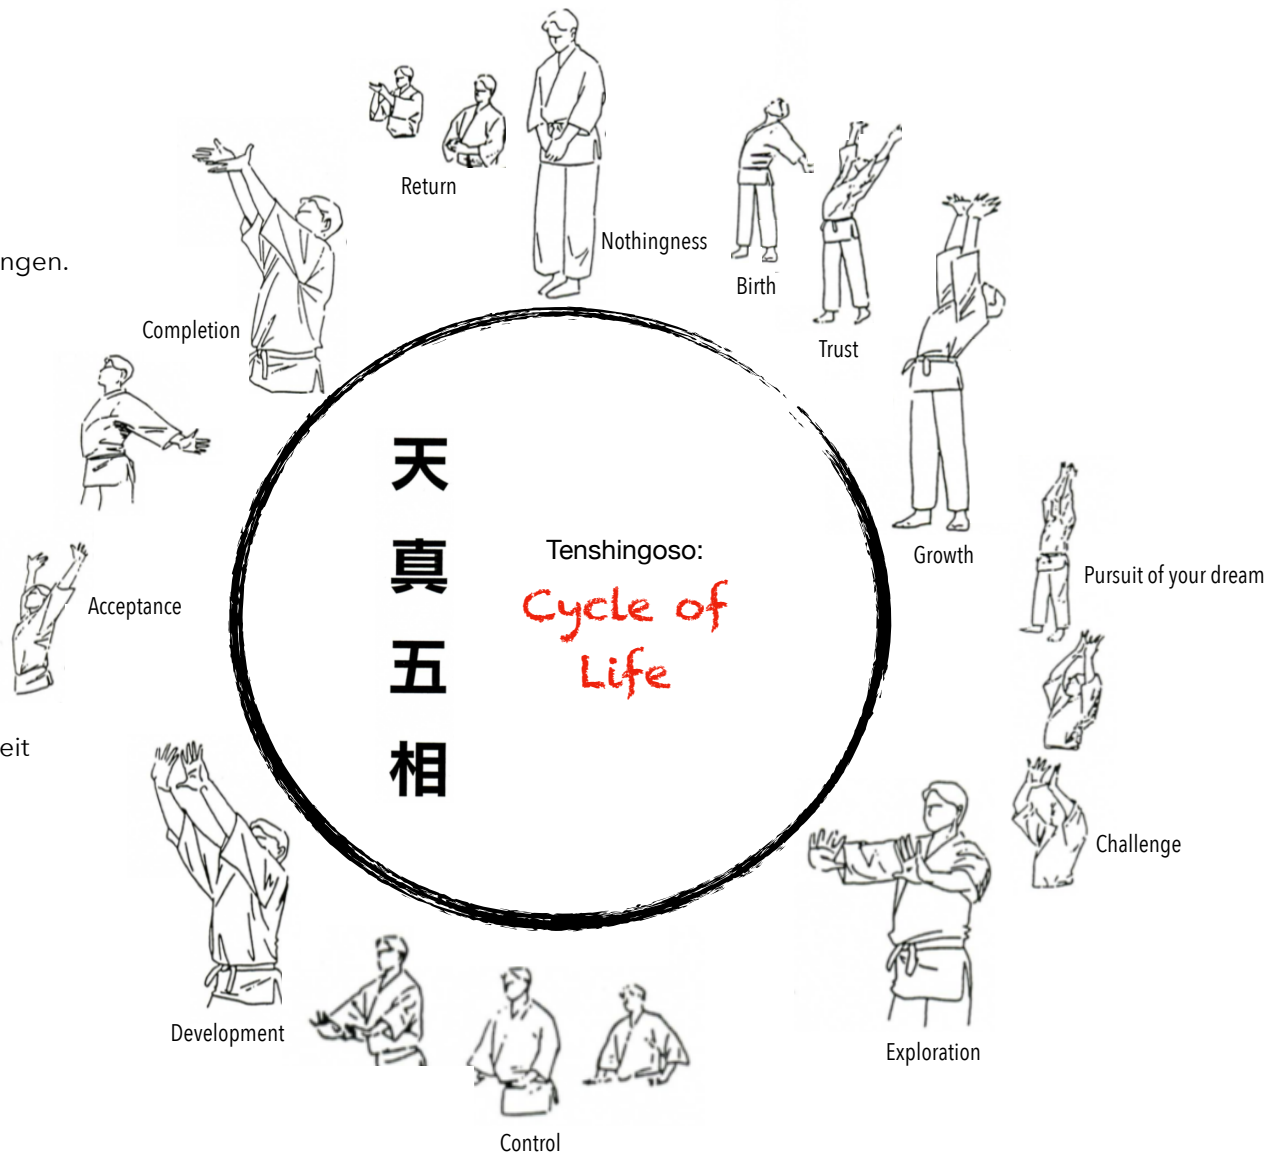 Return
Nothingness
ngen.
Birth
Completion
Trust
天
真
五
相
Tenshingoso:
Cycle of
Life
Growth
Pursuit of your dream
Acceptance
eit
Challenge
Development
Exploration
Control